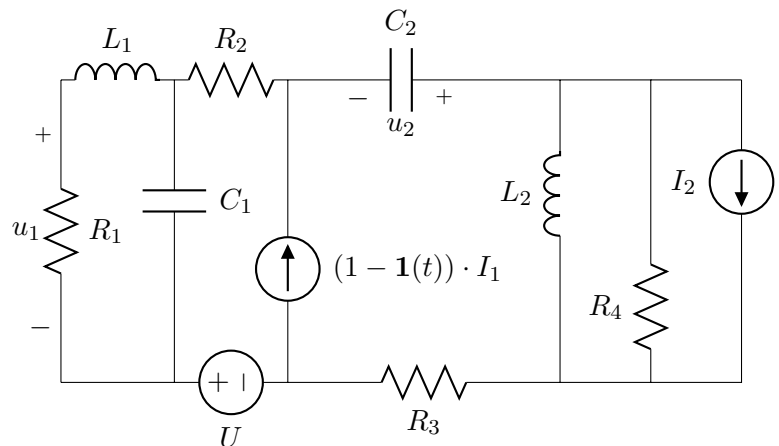 C₂
L₁ R₂
− +
u₂
+
L₂
I₂
C₁
u₁ R₁
(1 − 𝟏(t)) · I₁
R₄
−
+ −
U
R₃